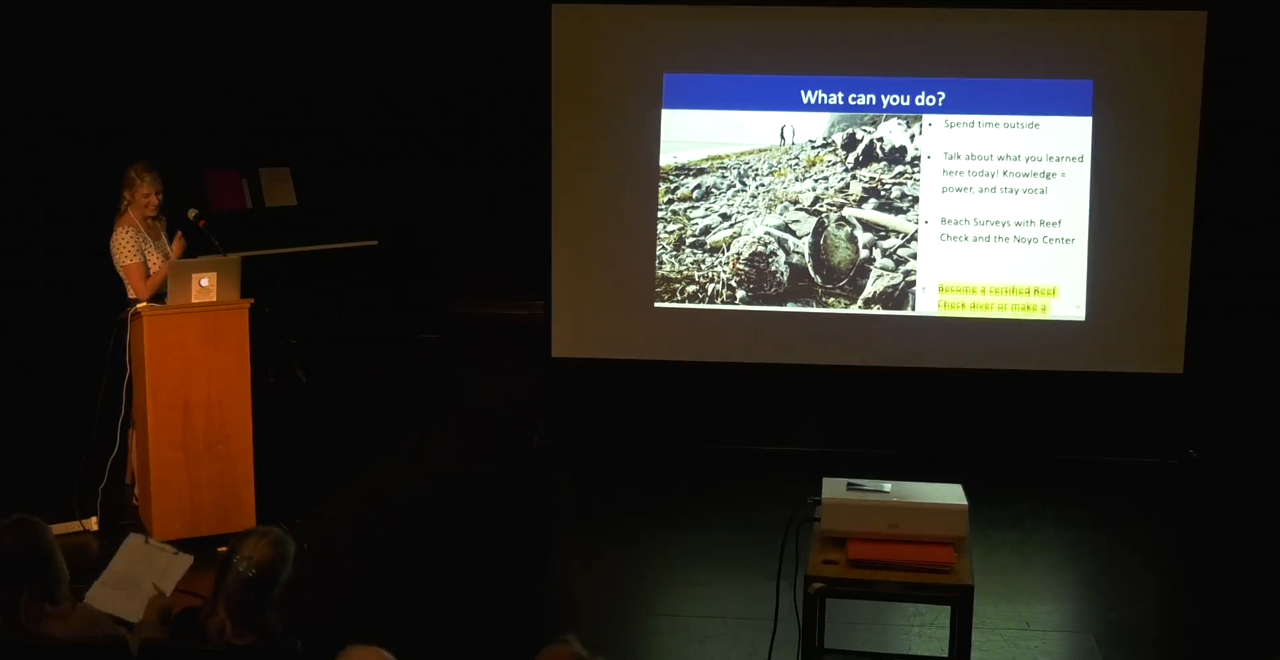 What can you do?
Spend time outside
Talk about what you learned
here today! Knowledge =
power, and stay vocal
Beach Surveys with Reef
Check and the Noyo Center
Become a certified Reef
Check diver or make a